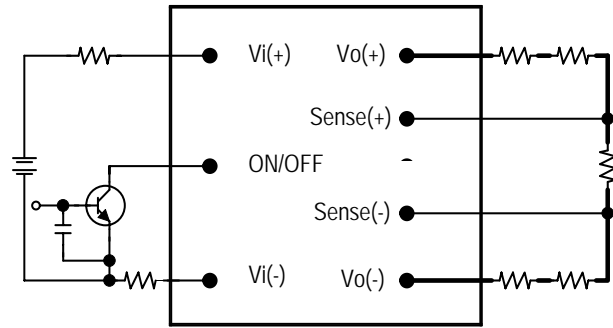 Vi(+) Vo(+)
Sense(+)
ON/OFF
Sense(-)
Vi(-) Vo(-)